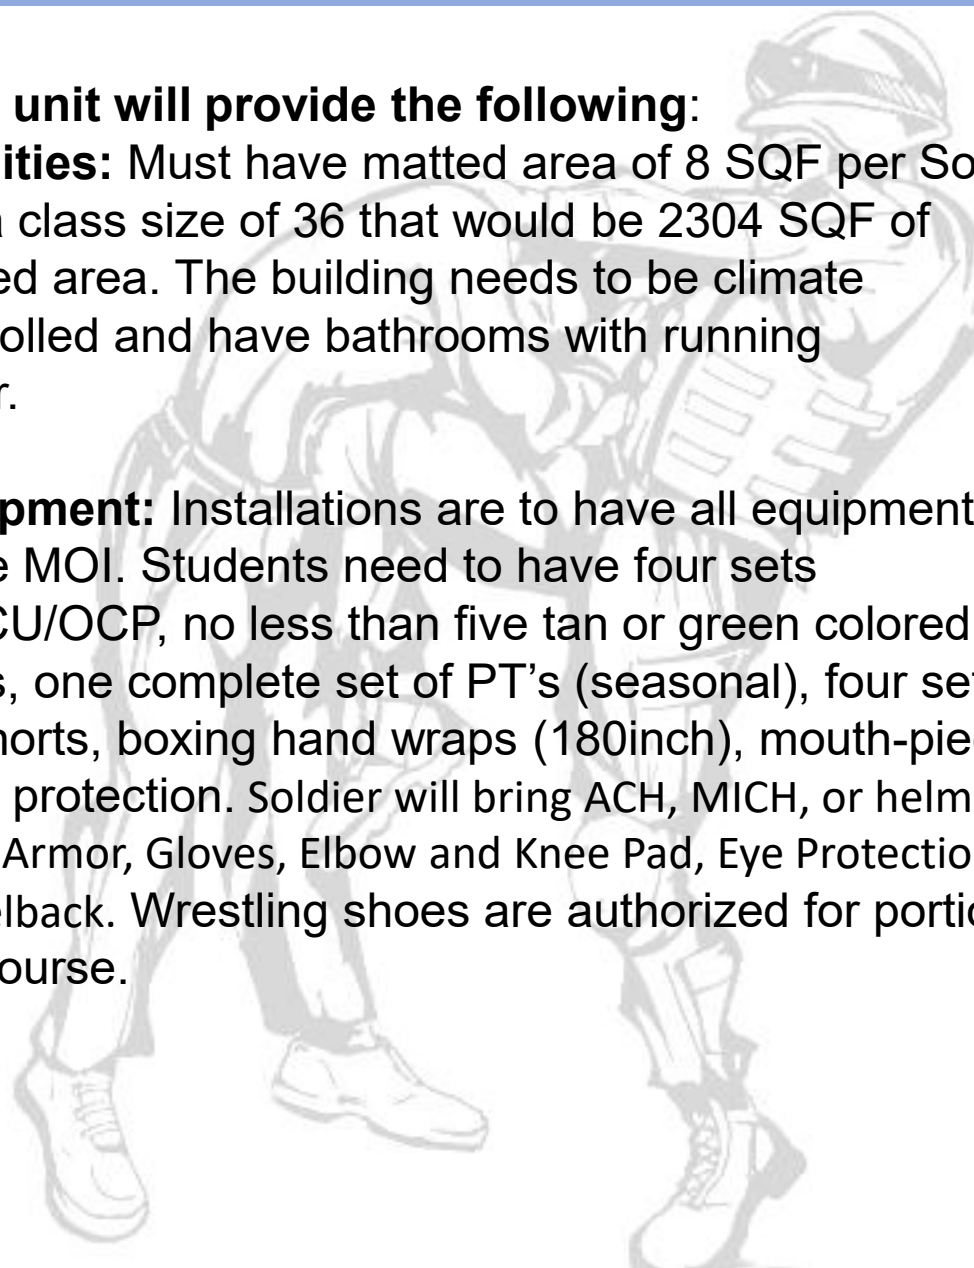 unit will provide the following:
ities: Must have matted area of 8 SQF per So
a class size of 36 that would be 2304 SQF of
ed area. The building needs to be climate
olled and have bathrooms with running
r.
pment: Installations are to have all equipment
e MOI. Students need to have four sets
CU/OCP, no less than five tan or green colored
s, one complete set of PT’s (seasonal), four set
horts, boxing hand wraps (180inch), mouth-pie
protection. Soldier will bring ACH, MICH, or helm
Armor, Gloves, Elbow and Knee Pad, Eye Protectio
elback. Wrestling shoes are authorized for portio
ourse.